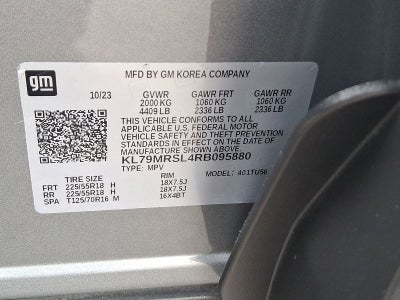 gm
MFD BY GM KOREA COMPANY
10/23 GVWR GAWR FRT GAWR RR
2000 KG 1060 KG 1060 KG
4409 LB 2336 LB 2336 LB
THIS VEHICLE CONFORMS TO ALL
APPLICABLE U.S. FEDERAL MOTOR
VEHICLE SAFETY AND THEFT PREVENTION
STANDARDS IN EFFECT ON THE DATE OF
MANUFACTURE SHOWN ABOVE.
KL79MRSL4RB095880
TYPE: MPV MODEL: 401TU56
TIRE SIZE RIM
FRT 225/55R18 H 18X7.5J
RR 225/55R18 H 18X7.5J
SPA T125/70R16 M 16X4BT